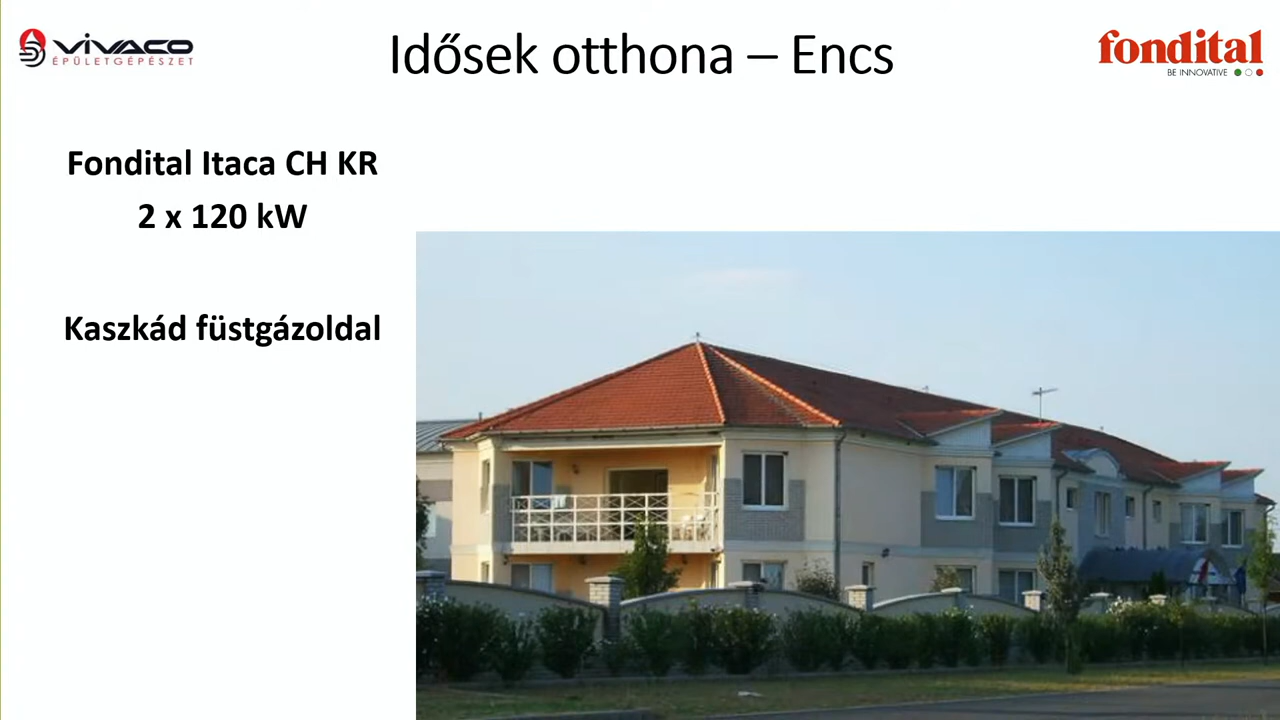 VIVACO
ÉPÜLETGÉPÉSZET
Idősek otthona – Encs
fondital
BE INNOVATIVE
Fondital Itaca CH KR
2 x 120 kW
Kaszkád füstgázoldal